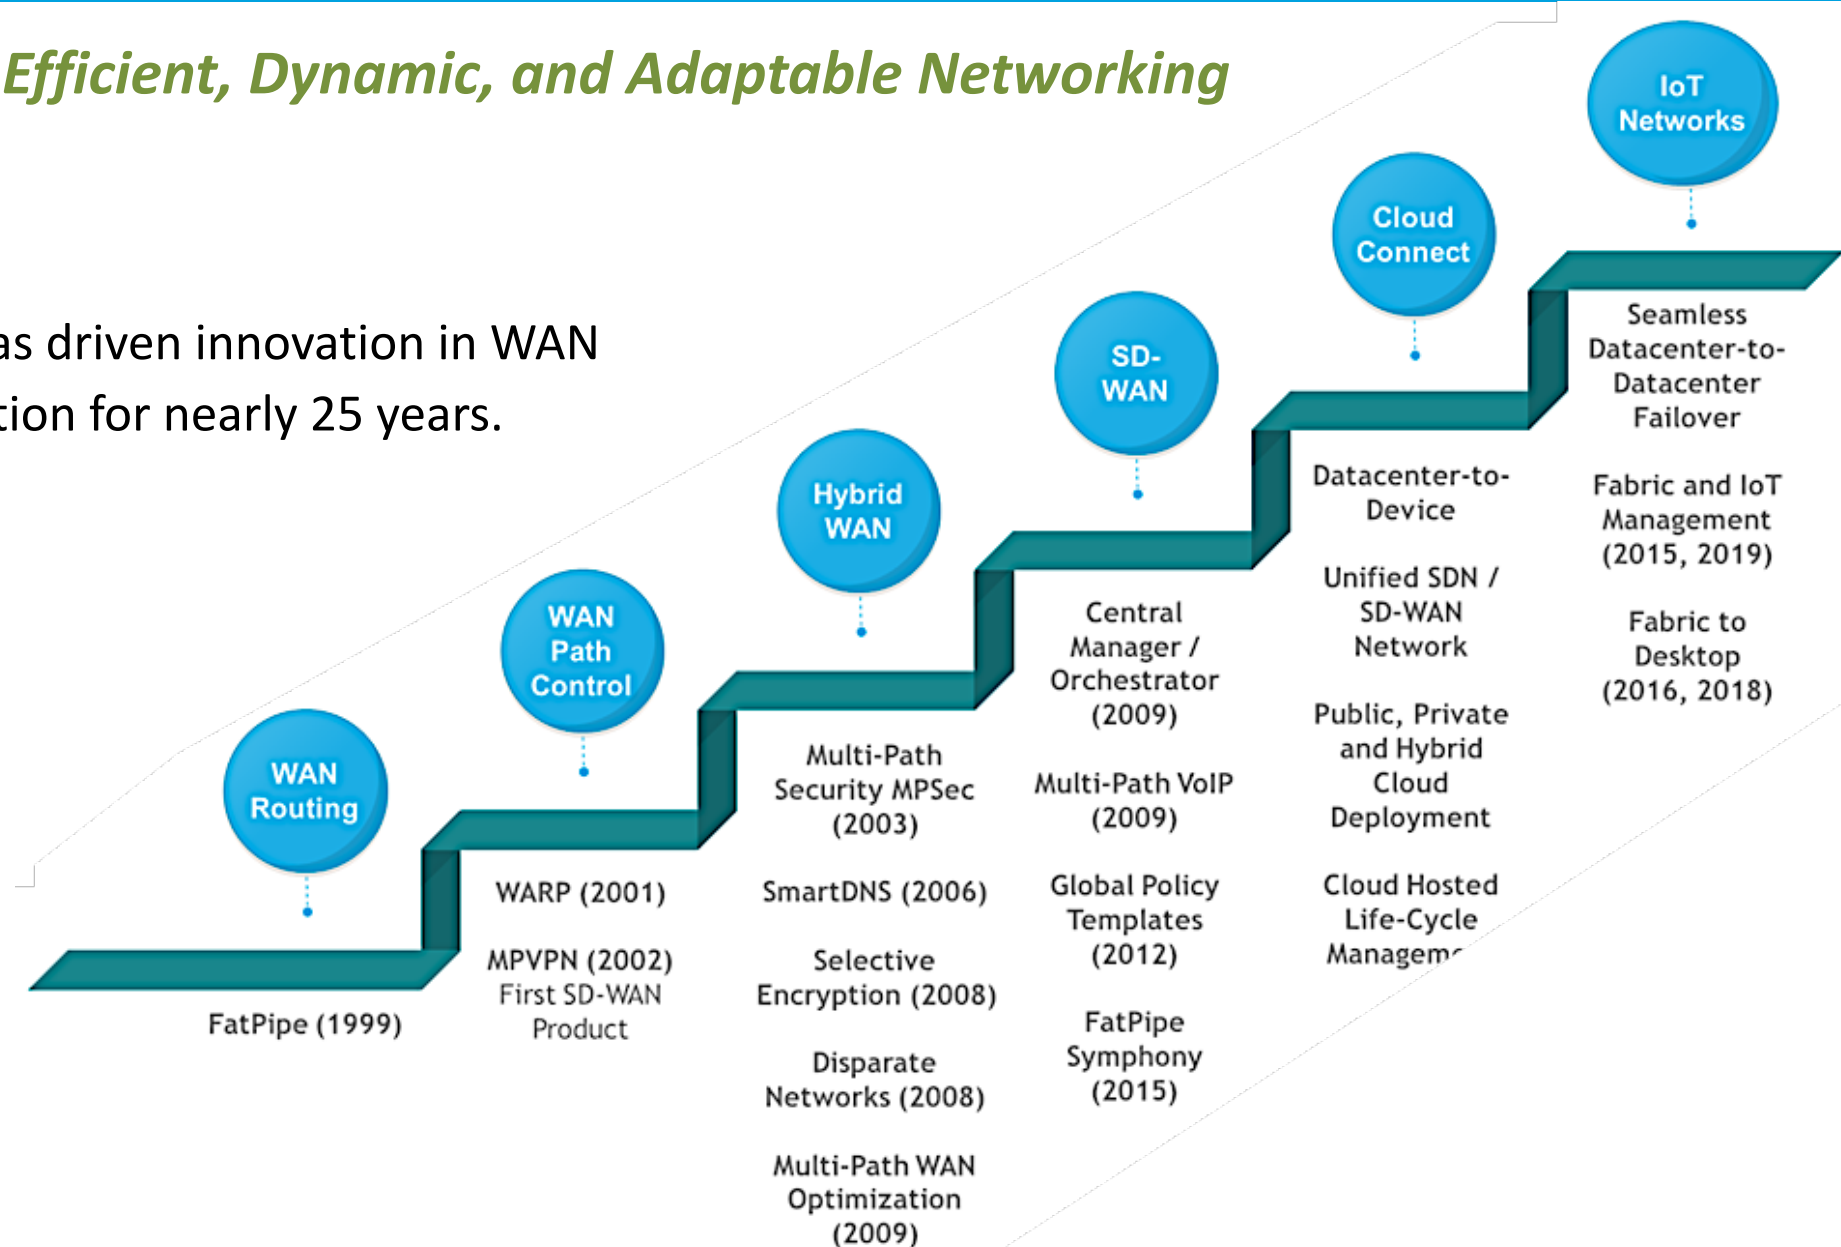 Efficient, Dynamic, and Adaptable Networking
as driven innovation in WAN
tion for nearly 25 years.
WAN
Routing
FatPipe (1999)
WAN
Path
Control
WARP (2001)
MPVPN (2002)
First SD-WAN
Product
Hybrid
WAN
Multi-Path
Security MPSec
(2003)
SmartDNS (2006)
Selective
Encryption (2008)
Disparate
Networks (2008)
Multi-Path WAN
Optimization
(2009)
SD-
WAN
Central
Manager /
Orchestrator
(2009)
Multi-Path VoIP
(2009)
Global Policy
Templates
(2012)
FatPipe
Symphony
(2015)
Cloud
Connect
Datacenter-to-
Device
Unified SDN /
SD-WAN
Network
Public, Private
and Hybrid
Cloud
Deployment
Cloud Hosted
Life-Cycle
Manageme
IoT
Networks
Seamless
Datacenter-to-
Datacenter
Failover
Fabric and IoT
Management
(2015, 2019)
Fabric to
Desktop
(2016, 2018)